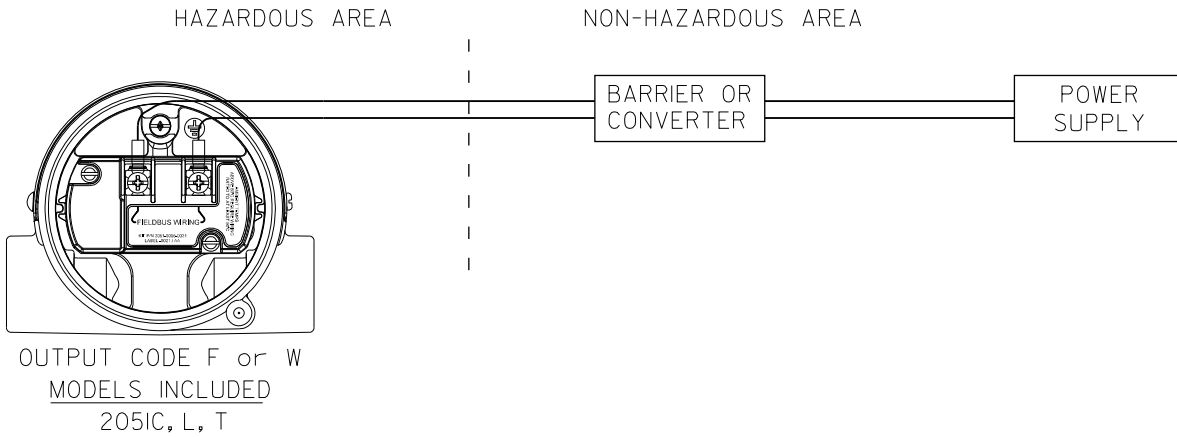 HAZARDOUS AREA
NON-HAZARDOUS AREA
BARRIER OR
CONVERTER
POWER
SUPPLY
FIELDBUS WIRING
OUTPUT CODE F or W
MODELS INCLUDED
2051C, L, T